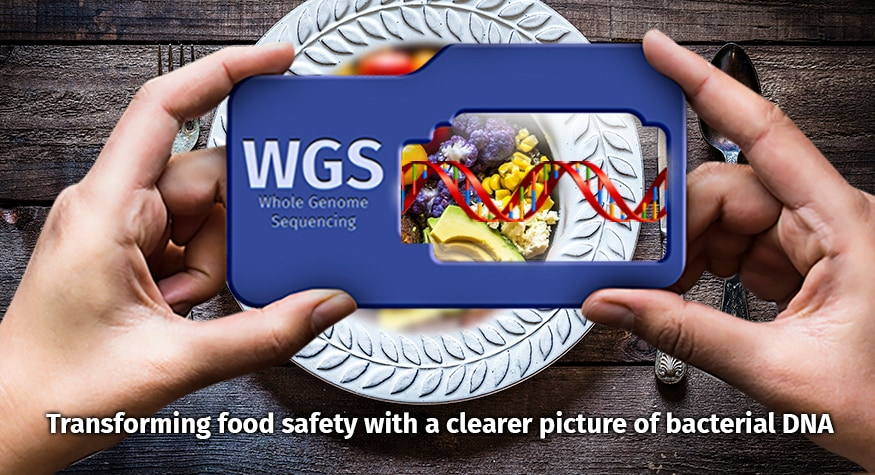 WGS
Whole Genome
Sequencing
Transforming food safety with a clearer picture of bacterial DNA